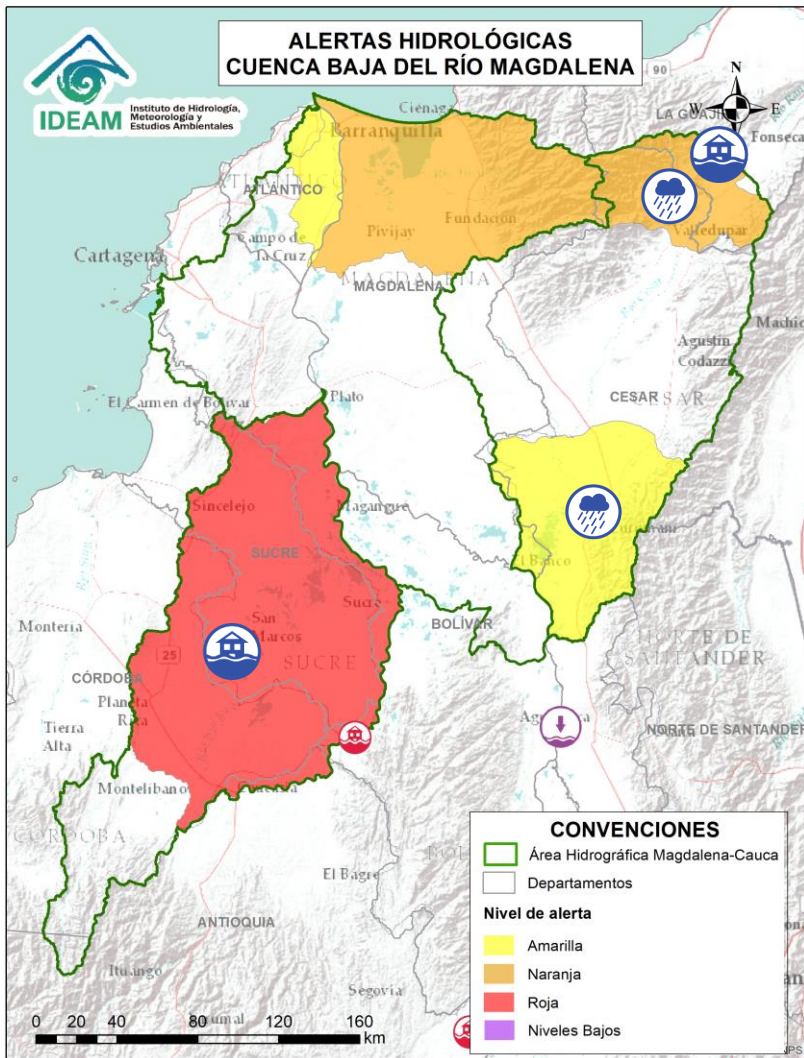 ALERTAS HIDROLÓGICAS
CUENCA BAJA DEL RÍO MAGDALENA
IDEAM
Instituto de Hidrología,
Meteorología y
Estudios Ambientales
90
N
W
E
LA GUAJIRA
Fonseca
Ciénaga
Barranquilla
ATLÁNTICO
Fundación
Pivijay
Valledupar
Campo de
la Cruz
Cartagena
MAGDALENA
MAGDALENA
Agustín
Codazzi
CESAR
CESAR
El Carmen de Bolívar
Plato
Sincelejo
Magangué
SUCRE
El Banco
Sucre
San
Marcos
BOLÍVAR
SUCRE
Montería
25
CÓRDOBA
Planeta
Rica
Tierra
Alta
SANTANDER
NORTE DE SANTANDER
Montelíbano
CÓRDOBA
El Bagre
ANTIOQUIA
Ituango
Segovia
CONVENCIONES
Área Hidrográfica Magdalena-Cauca
Departamentos
Nivel de alerta
Amarilla
Naranja
Roja
Niveles Bajos
0 20 40 80 120 160
km